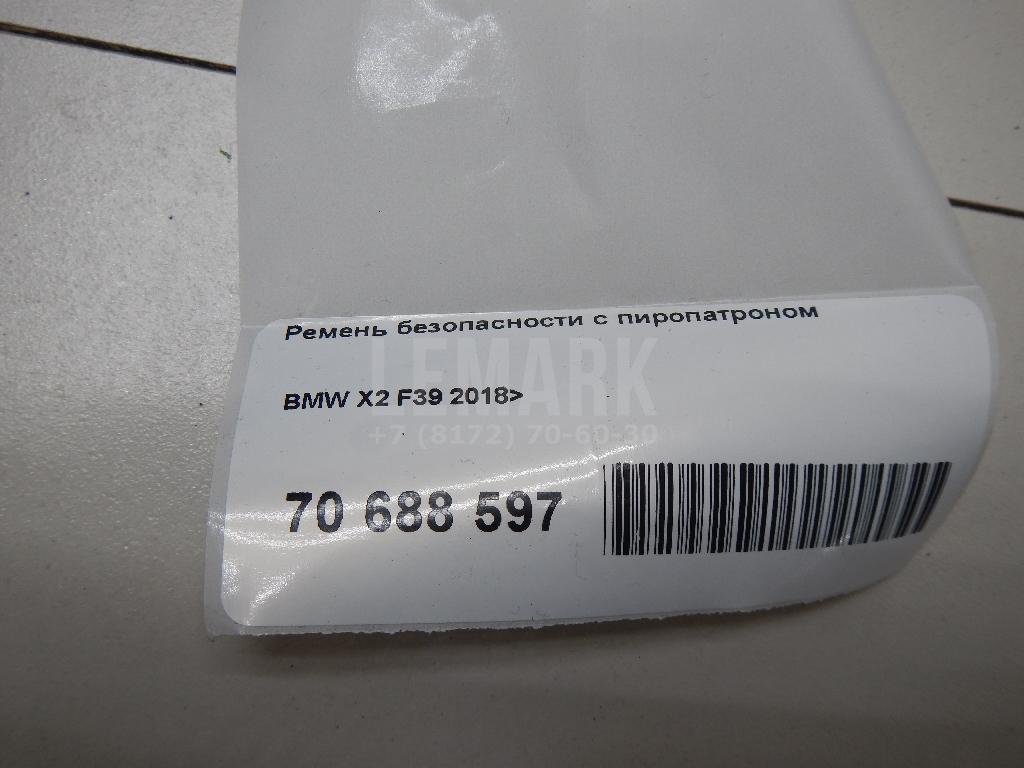 Ремень безопасности с пиропатроном
LEMARK
BMW X2 F39 2018>
+7 (8172) 70-60-30
70 688 597